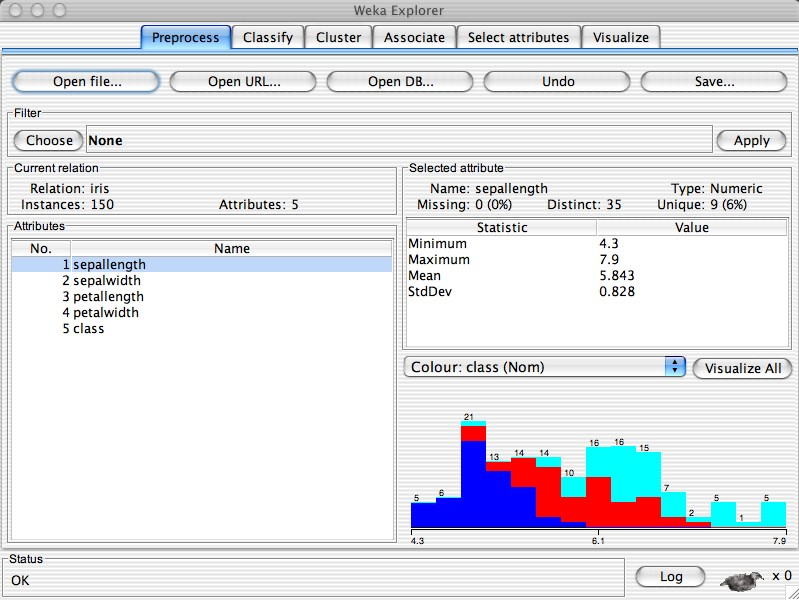 Weka Explorer
Preprocess Classify Cluster Associate Select attributes Visualize
Open file... Open URL... Open DB... Undo Save...
Filter
Choose None Apply
Current relation
Relation: iris
Instances: 150 Attributes: 5
Attributes
No. Name
1 sepallength
2 sepalwidth
3 petallength
4 petalwidth
5 class
Selected attribute
Name: sepallength Type: Numeric
Missing: 0 (0%) Distinct: 35 Unique: 9 (6%)
Statistic Value
Minimum 4.3
Maximum 7.9
Mean 5.843
StdDev 0.828
Colour: class (Nom) Visualize All
5 6 21 13 14 14 10 16 16 15 7 2 5 1 5
4.3 6.1 7.9
Status
OK Log x 0